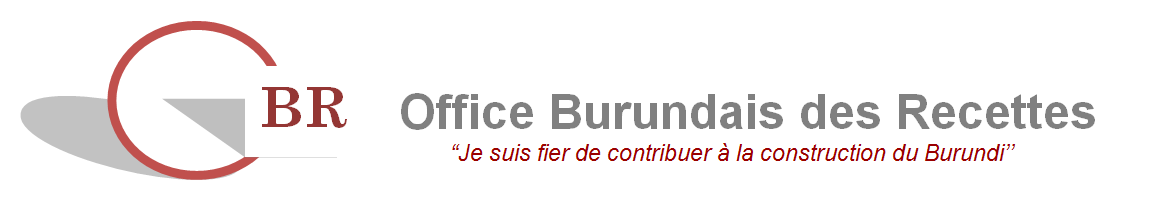 BR
Office Burundais des Recettes
“Je suis fier de contribuer à la construction du Burundi”